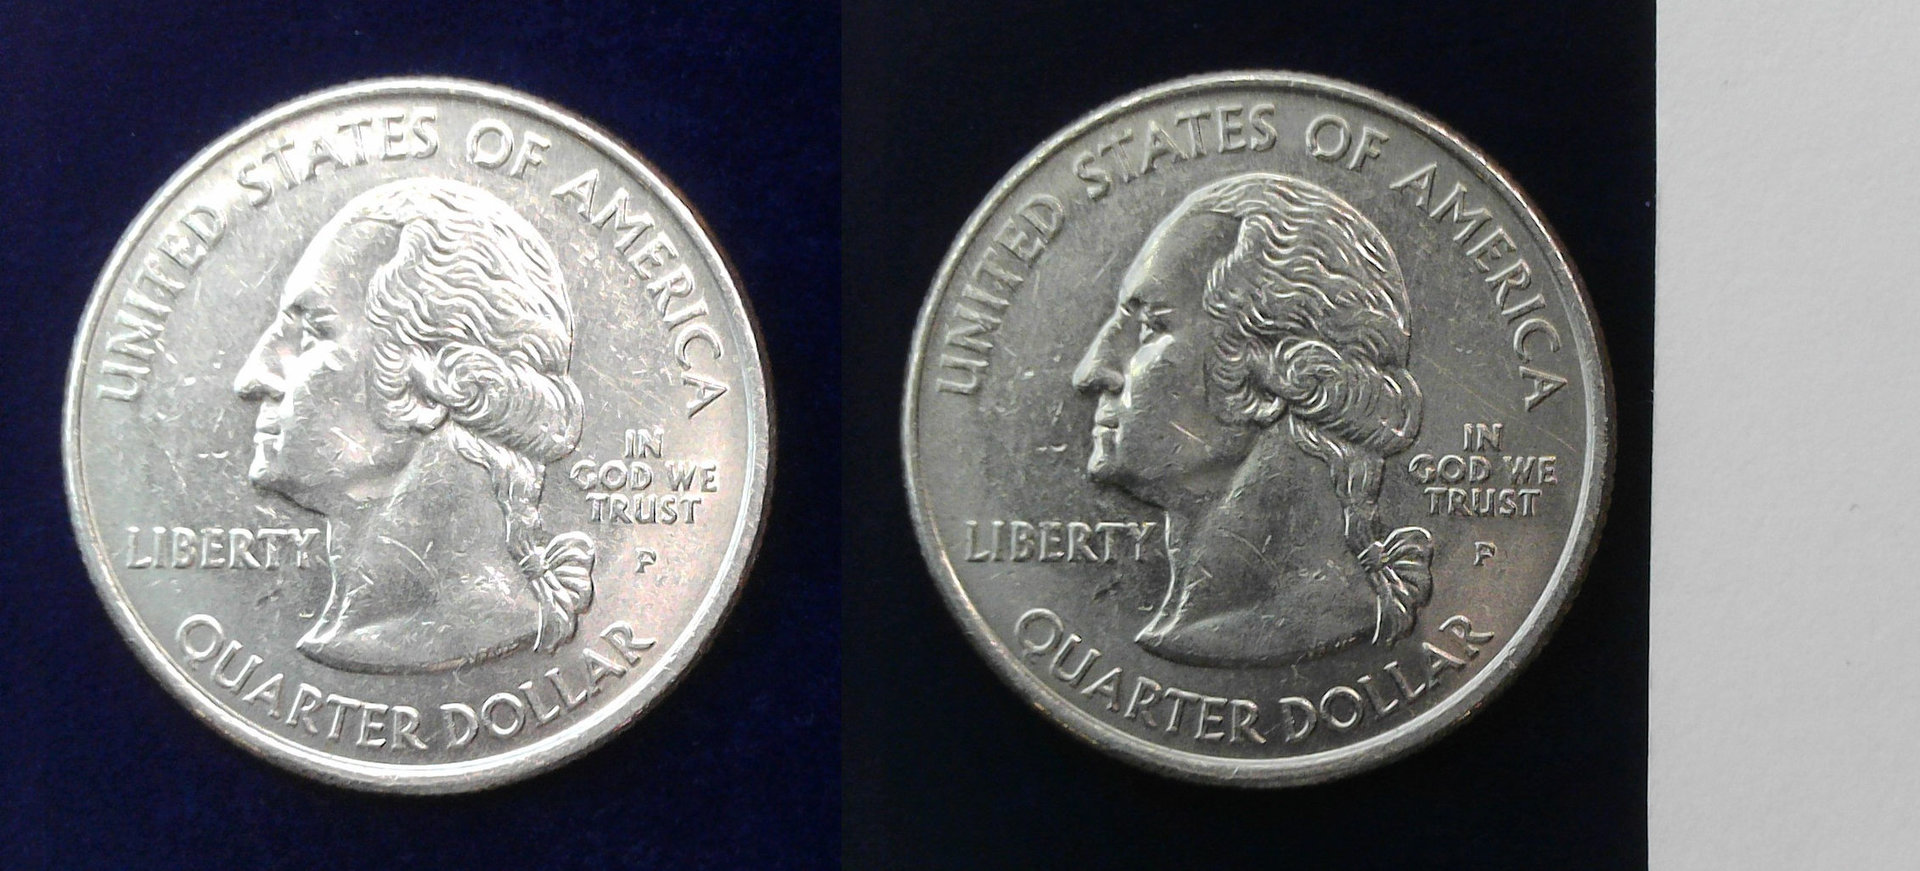 UNITED STATES OF AMERICA
IN
GOD WE
TRUST
LIBERTY
P
QUARTER DOLLAR
UNITED STATES OF AMERICA
IN
GOD WE
TRUST
LIBERTY
P
QUARTER DOLLAR